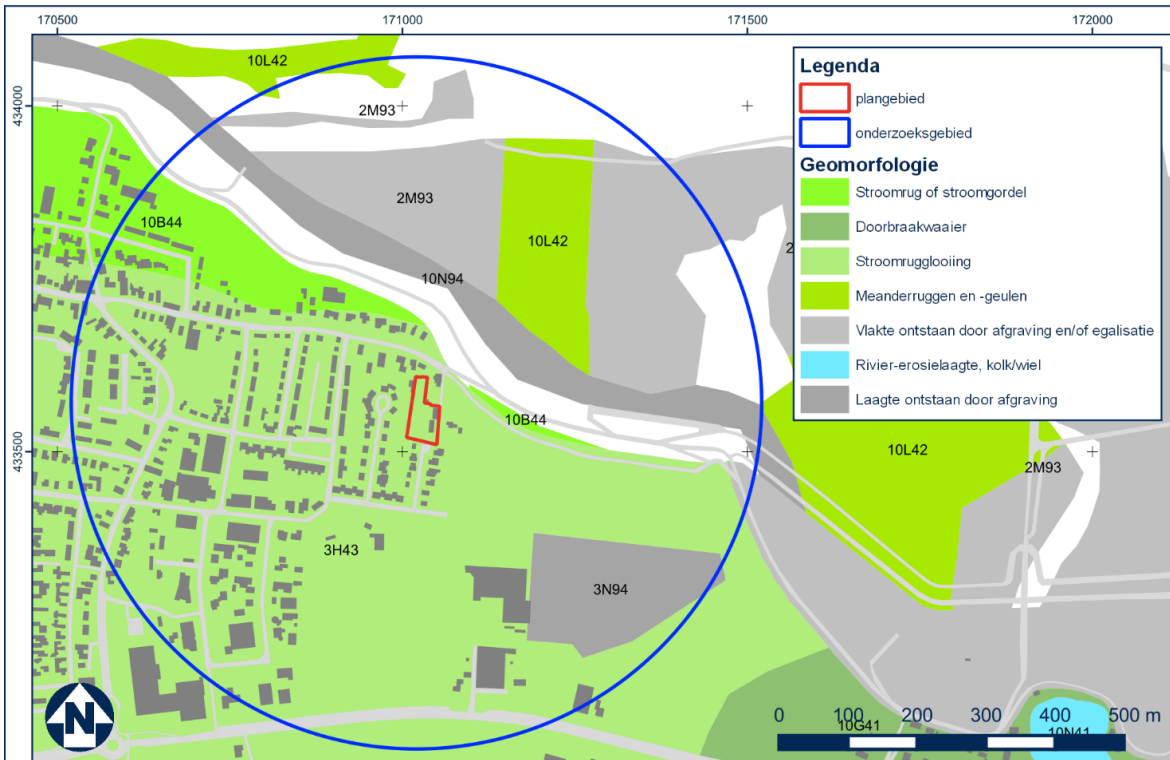 170500 171000 171500 172000
10L42
Legenda
plangebied
onderzoeksgebied
Geomorfologie
Stroomrug of stroomgordel
Doorbraakwaaier
Stroomrugglooiing
Meanderruggen en -geulen
Vlakte ontstaan door afgraving en/of egalisatie
Rivier-erosielaagte, kolk/wiel
Laagte ontstaan door afgraving
434000
2M93
2M93
10B44
10L42
2
10N94
10B44
433500
10L42
2M93
3H43
3N94
N
0 100 200 300 400 500 m
10G41
10N41